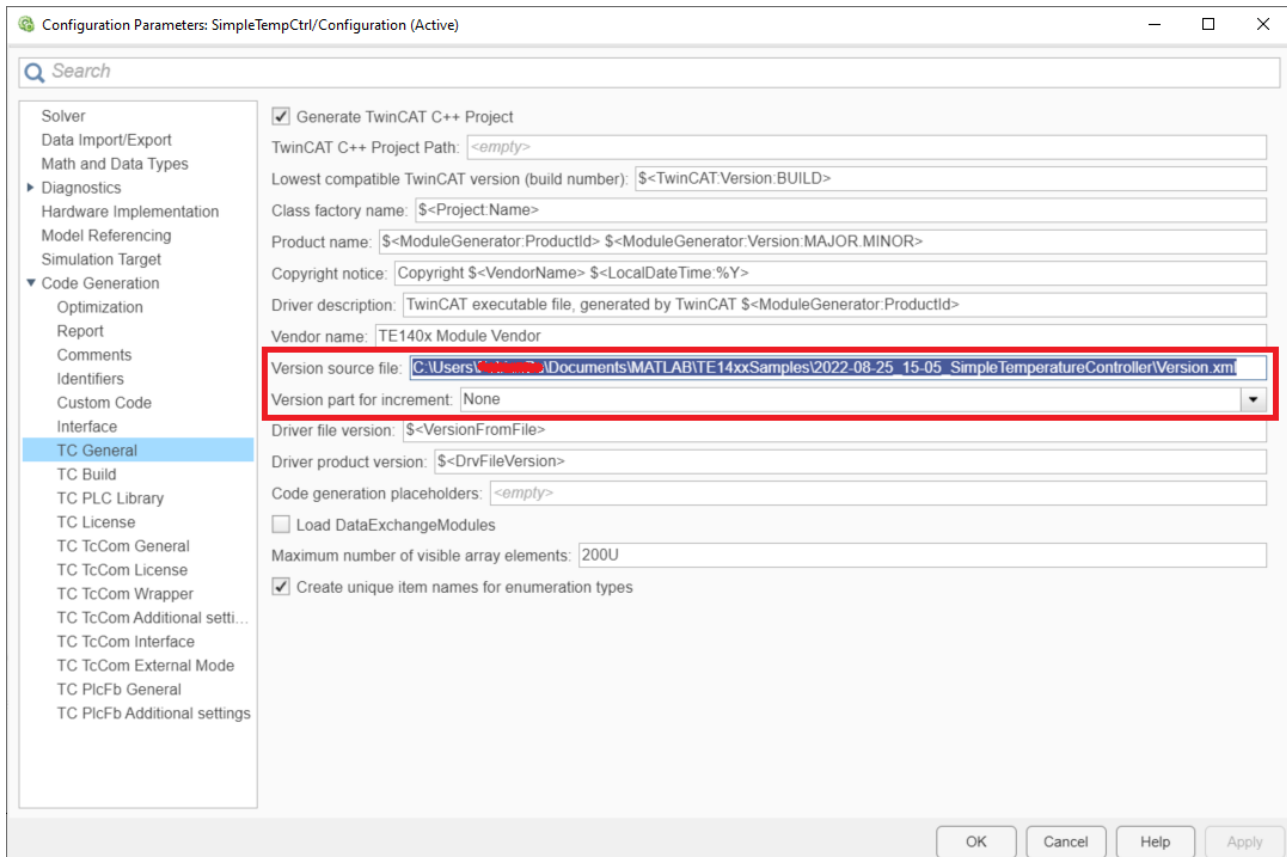 Configuration Parameters: SimpleTempCtrl/Configuration (Active)
Search
Solver
Data Import/Export
Math and Data Types
Diagnostics
Hardware Implementation
Model Referencing
Simulation Target
Code Generation
Optimization
Report
Comments
Identifiers
Custom Code
Interface
TC General
TC Build
TC PLC Library
TC License
TC TcCom General
TC TcCom License
TC TcCom Wrapper
TC TcCom Additional setti...
TC TcCom Interface
TC TcCom External Mode
TC PlcFb General
TC PlcFb Additional settings
Generate TwinCAT C++ Project
TwinCAT C++ Project Path: <empty>
Lowest compatible TwinCAT version (build number): $<TwinCAT:Version:BUILD>
Class factory name: $<Project:Name>
Product name: $<ModuleGenerator:ProductId> $<ModuleGenerator:Version:MAJOR.MINOR>
Copyright notice: Copyright $<VendorName> $<LocalDateTime:%Y>
Driver description: TwinCAT executable file, generated by TwinCAT $<ModuleGenerator:ProductId>
Vendor name: TE140x Module Vendor
Version source file: C:\Users\ \Documents\MATLAB\TE14xxSamples\2022-08-25_15-05_SimpleTemperatureController\Version.xml
Version part for increment: None
Driver file version: $<VersionFromFile>
Driver product version: $<DrvFileVersion>
Code generation placeholders: <empty>
Load DataExchangeModules
Maximum number of visible array elements: 200U
Create unique item names for enumeration types
OK Cancel Help Apply